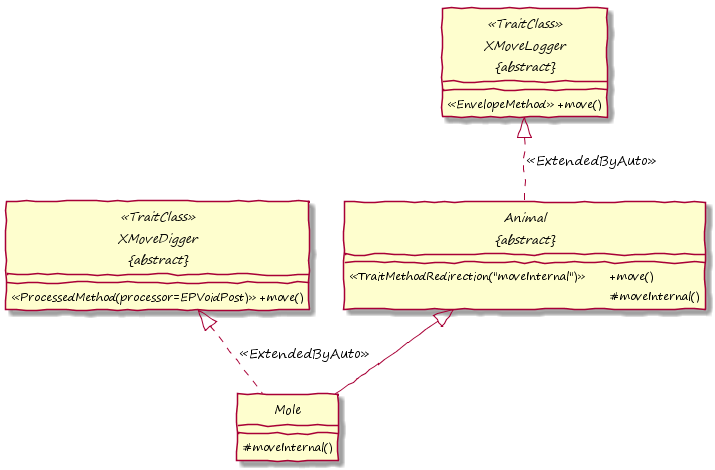 «TraitClass»
XMoveLogger
{abstract}
«EnvelopeMethod» +move()
«ExtendedByAuto»
«TraitClass»
XMoveDigger
{abstract}
«ProcessedMethod(processor=EPVoidPost)» +move()
Animal
{abstract}
«TraitMethodRedirection("moveInternal")» +move()
#moveInternal()
«ExtendedByAuto»
Mole
#moveInternal()